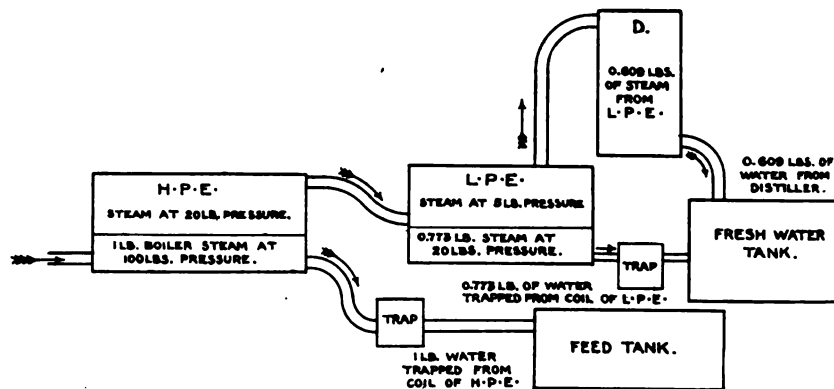 D.
0.609 LBS.
OF STEAM
FROM
L.P.E.
0.609 LBS. OF
WATER FROM
DISTILLER.
H.P.E.
STEAM AT 20LB. PRESSURE.
L.P.E.
STEAM AT 5LB. PRESSURE
1LB. BOILER STEAM AT
100LBS. PRESSURE.
0.773 LB. STEAM AT
20LBS. PRESSURE.
TRAP
FRESH WATER
TANK.
0.773 LB. OF WATER
TRAPPED FROM COIL OF L.P.E.
TRAP
FEED TANK.
1LB. WATER
TRAPPED FROM
COIL OF H.P.E.